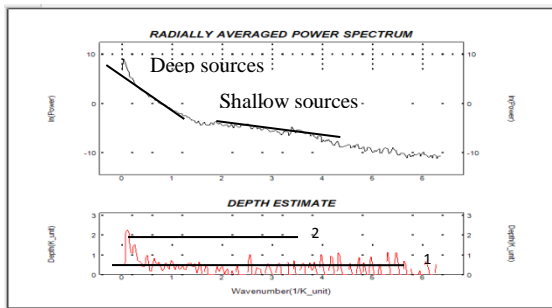 RADIALLY AVERAGED POWER SPECTRUM
10
10
Deep sources
ln(Power)
0
Shallow sources
0
ln(Power)
-10
-10
0 1 2 3 4 5 6
DEPTH ESTIMATE
3
3
Depth(K_unit)
2
2
2
Depth(K_unit)
1
1
1
0
0
0 1 2 3 4 5 6
Wavenumber(1/K_unit)